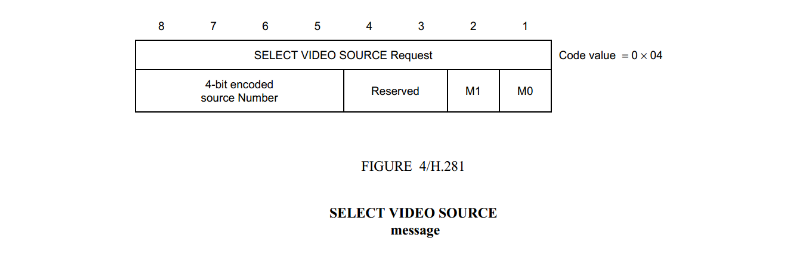 8 7 6 5 4 3 2 1
SELECT VIDEO SOURCE Request Code value = 0 × 04
4-bit encoded
source Number
Reserved
M1
M0
FIGURE 4/H.281
SELECT VIDEO SOURCE
message